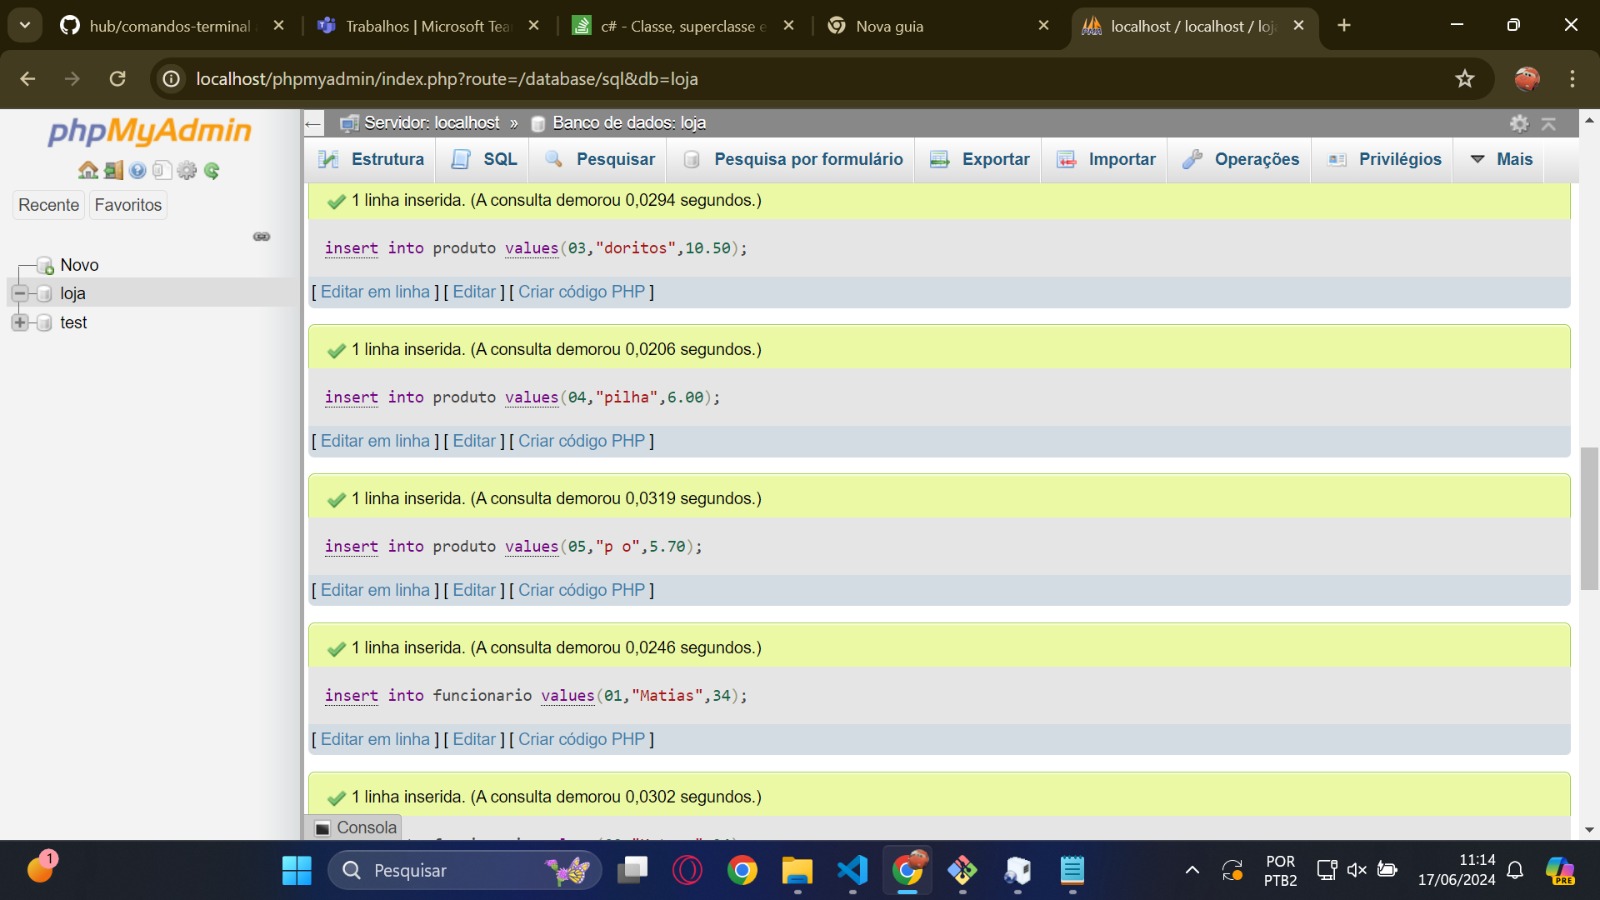 hub/comandos-terminal
Trabalhos | Microsoft Tea
c# - Classe, superclasse e
Nova guia
localhost / localhost / loj
localhost/phpmyadmin/index.php?route=/database/sql&db=loja
phpMyAdmin
Recente
Favoritos
Novo
loja
test
Servidor: localhost » Banco de dados: loja
Estrutura
SQL
Pesquisar
Pesquisa por formulário
Exportar
Importar
Operações
Privilégios
Mais
1 linha inserida. (A consulta demorou 0,0294 segundos.)
insert into produto values(03,"doritos",10.50);
[ Editar em linha ] [ Editar ] [ Criar código PHP ]
1 linha inserida. (A consulta demorou 0,0206 segundos.)
insert into produto values(04,"pilha",6.00);
[ Editar em linha ] [ Editar ] [ Criar código PHP ]
1 linha inserida. (A consulta demorou 0,0319 segundos.)
insert into produto values(05,"p o",5.70);
[ Editar em linha ] [ Editar ] [ Criar código PHP ]
1 linha inserida. (A consulta demorou 0,0246 segundos.)
insert into funcionario values(01,"Matias",34);
[ Editar em linha ] [ Editar ] [ Criar código PHP ]
1 linha inserida. (A consulta demorou 0,0302 segundos.)
Consola
1
Pesquisar
POR
PTB2
11:14
17/06/2024
PRE